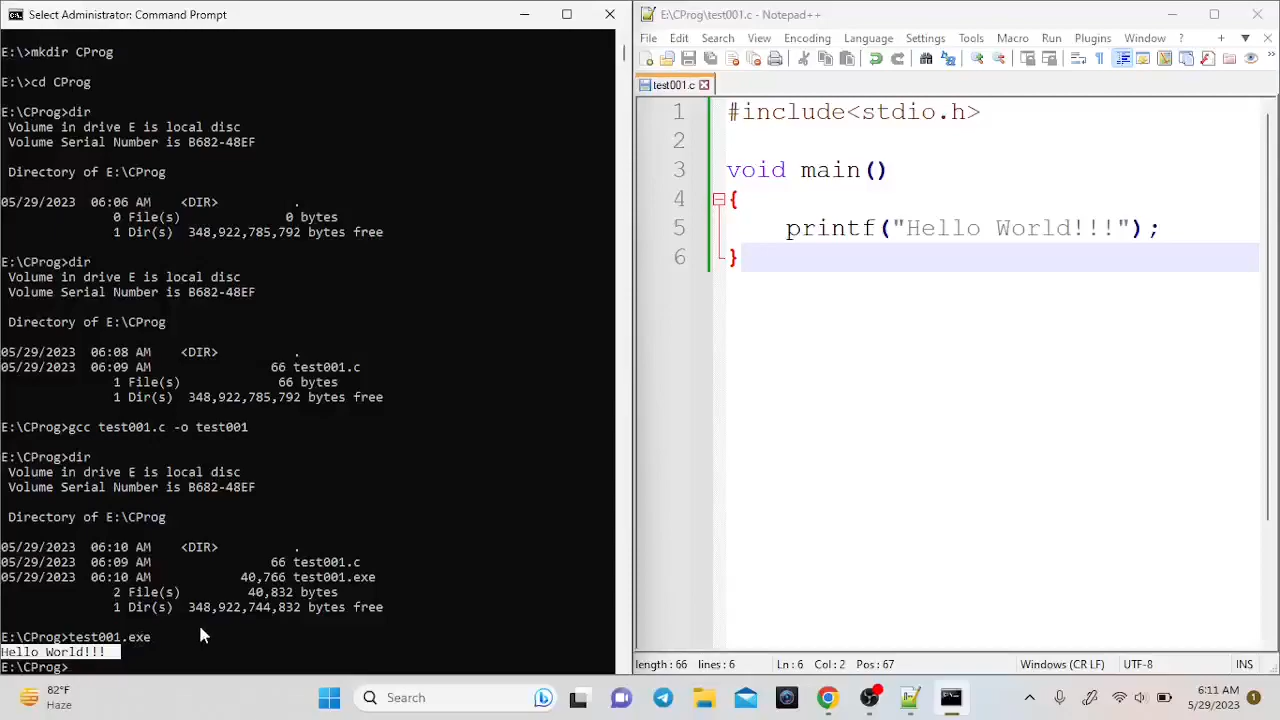 Select Administrator: Command Prompt
E:\>mkdir CProg
E:\>cd CProg
E:\CProg>dir
Volume in drive E is local disc
Volume Serial Number is B682-48EF
Directory of E:\CProg
05/29/2023 06:06 AM <DIR> .
0 File(s) 0 bytes
1 Dir(s) 348,922,785,792 bytes free
E:\CProg>dir
Volume in drive E is local disc
Volume Serial Number is B682-48EF
Directory of E:\CProg
05/29/2023 06:08 AM <DIR> .
05/29/2023 06:09 AM 66 test001.c
1 File(s) 66 bytes
1 Dir(s) 348,922,785,792 bytes free
E:\CProg>gcc test001.c -o test001
E:\CProg>dir
Volume in drive E is local disc
Volume Serial Number is B682-48EF
Directory of E:\CProg
05/29/2023 06:10 AM <DIR> .
05/29/2023 06:09 AM 66 test001.c
05/29/2023 06:10 AM 40,766 test001.exe
2 File(s) 40,832 bytes
1 Dir(s) 348,922,744,832 bytes free
E:\CProg>test001.exe
Hello World!!!
E:\CProg>
E:\CProg\test001.c - Notepad++
File Edit Search View Encoding Language Settings Tools Macro Run Plugins Window ? + ▼ ×
test001.c
1 #include<stdio.h>
2
3 void main()
4 {
5 printf("Hello World!!!");
6 }
length: 66 lines: 6 Ln: 6 Col: 2 Pos: 67 Windows (CR LF) UTF-8 INS
82°F
Haze
Search
6:11 AM
5/29/2023
1